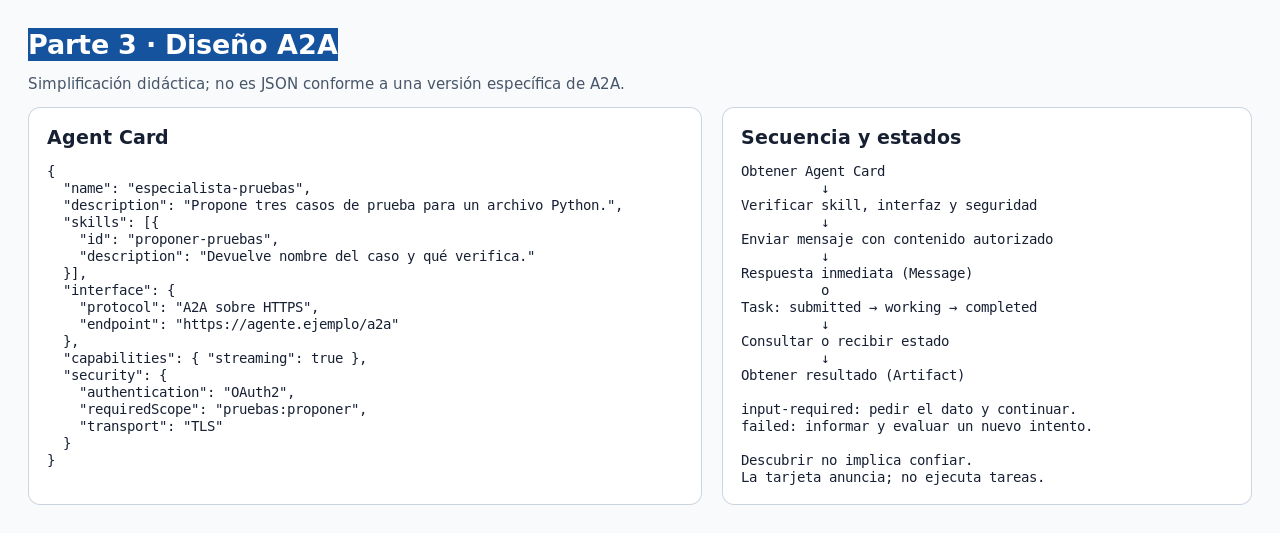 Parte 3 · Diseño A2A
Simplificación didáctica; no es JSON conforme a una versión específica de A2A.
Agent Card
{
  "name": "especialista-pruebas",
  "description": "Propone tres casos de prueba para un archivo Python.",
  "skills": [{
    "id": "proponer-pruebas",
    "description": "Devuelve nombre del caso y qué verifica."
  }],
  "interface": {
    "protocol": "A2A sobre HTTPS",
    "endpoint": "https://agente.ejemplo/a2a"
  },
  "capabilities": { "streaming": true },
  "security": {
    "authentication": "OAuth2",
    "requiredScope": "pruebas:proponer",
    "transport": "TLS"
  }
}
Secuencia y estados
Obtener Agent Card
↓
Verificar skill, interfaz y seguridad
↓
Enviar mensaje con contenido autorizado
↓
Respuesta inmediata (Message)
o
Task: submitted → working → completed
↓
Consultar o recibir estado
↓
Obtener resultado (Artifact)
input-required: pedir el dato y continuar.
failed: informar y evaluar un nuevo intento.
Descubrir no implica confiar.
La tarjeta anuncia; no ejecuta tareas.